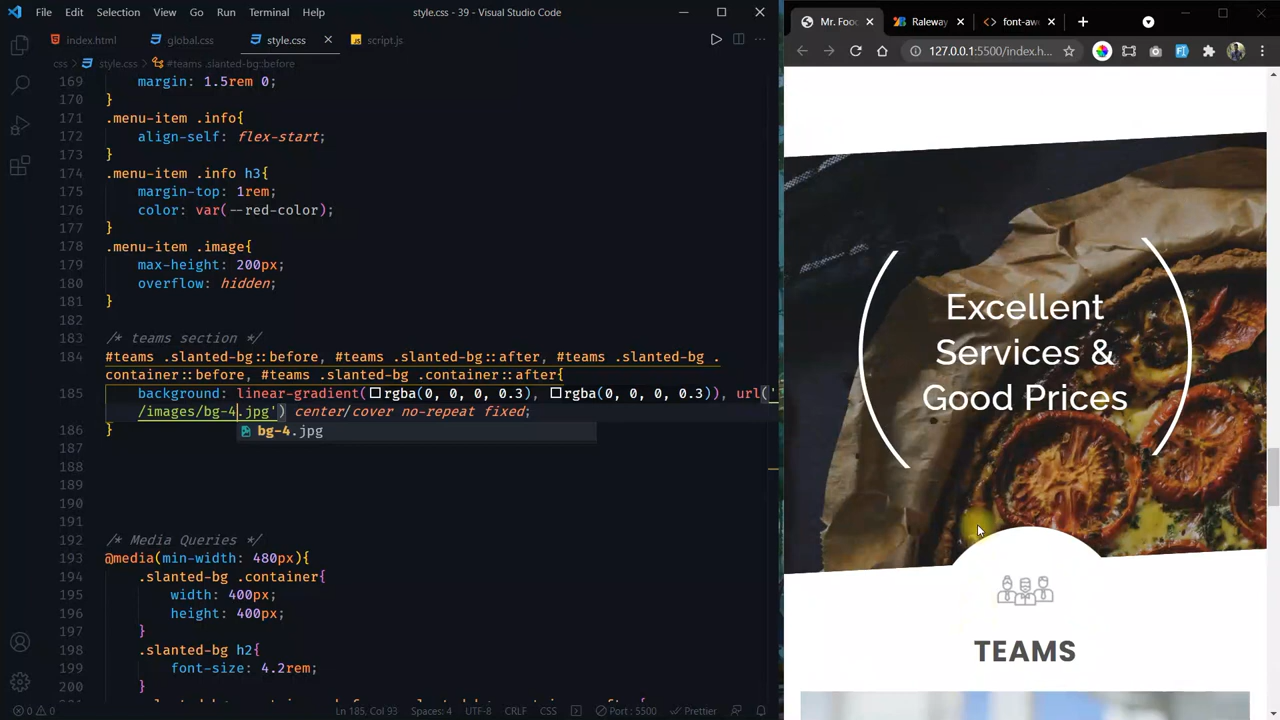 File Edit Selection View Go Run Terminal Help
style.css - 39 - Visual Studio Code
index.html
global.css
style.css
script.js
css > style.css > #teams .slanted-bg::before
169 margin: 1.5rem 0;
170 }
171 .menu-item .info{
172 align-self: flex-start;
173 }
174 .menu-item .info h3{
175 margin-top: 1rem;
176 color: var(--red-color);
177 }
178 .menu-item .image{
179 max-height: 200px;
180 overflow: hidden;
181 }
182
183 /* teams section */
184 #teams .slanted-bg::before, #teams .slanted-bg::after, #teams .slanted-bg .
container::before, #teams .slanted-bg .container::after{
185 background: linear-gradient(rgba(0, 0, 0, 0.3), rgba(0, 0, 0, 0.3)), url('
/images/bg-4.jpg') center/cover no-repeat fixed;
bg-4.jpg
186 }
187
188
189
190
191
192 /* Media Queries */
193 @media(min-width: 480px){
194 .slanted-bg .container{
195 width: 400px;
196 height: 400px;
197 }
198 .slanted-bg h2{
199 font-size: 4.2rem;
200 }
0 0
Ln 185, Col 93 Spaces: 4 UTF-8 CRLF CSS Port : 5500 Prettier
Mr. Foo
Raleway
font-aw
127.0.0.1:5500/index.h...
Excellent
Services &
Good Prices
TEAMS